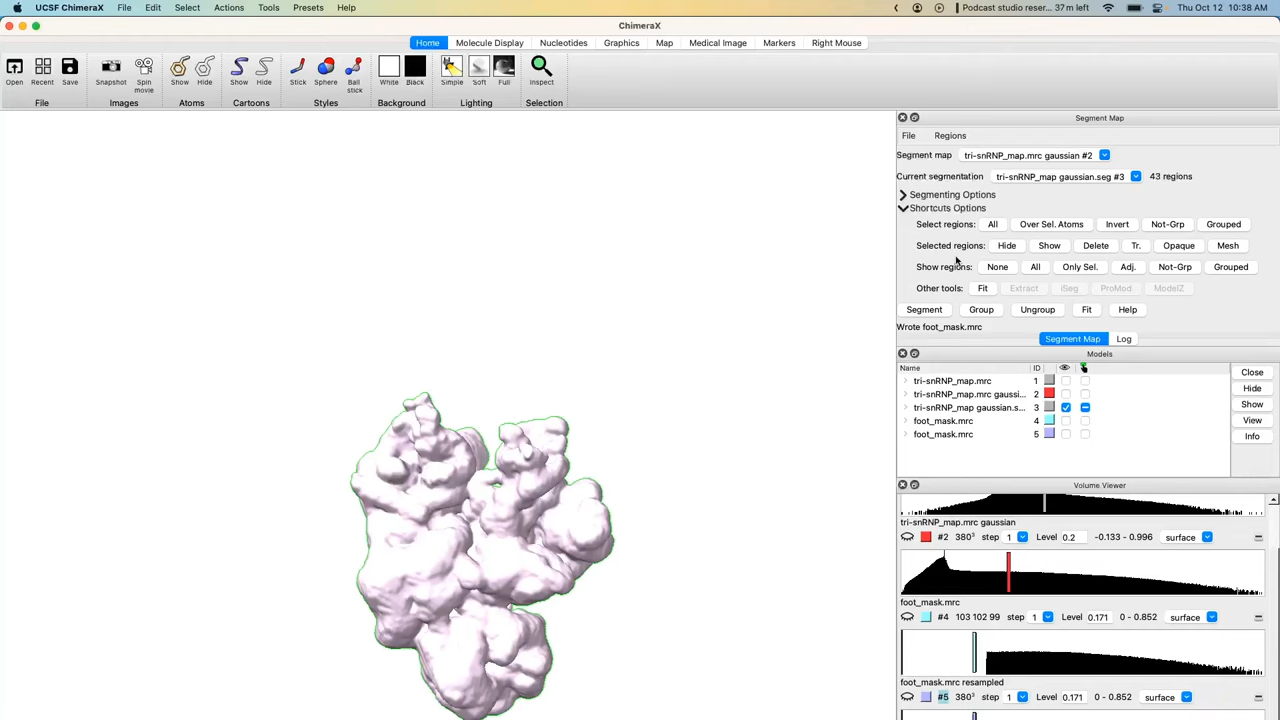 UCSF ChimeraX File Edit Select Actions Tools Presets Help Podcast studio reser... 37 m left Thu Oct 12 10:38 AM
ChimeraX
Home Molecule Display Nucleotides Graphics Map Medical Image Markers Right Mouse
Open Recent Save Snapshot Spin movie Show Hide Show Hide Stick Sphere Ball stick White Black Simple Soft Full Inspect
File Images Atoms Cartoons Styles Background Lighting Selection
Segment Map
File Regions
Segment map tri-snRNP_map.mrc gaussian #2
Current segmentation tri-snRNP_map gaussian.seg #3 43 regions
Segmenting Options
Shortcuts Options
Select regions: All Over Sel. Atoms Invert Not-Grp Grouped
Selected regions: Hide Show Delete Tr. Opaque Mesh
Show regions: None All Only Sel. Adj. Not-Grp Grouped
Other tools: Fit Extract iSeg ProMod ModelZ
Segment Group Ungroup Fit Help
Wrote foot_mask.mrc
Segment Map Log
Models
Name ID
tri-snRNP_map.mrc 1
tri-snRNP_map.mrc gaussi... 2
tri-snRNP_map gaussian.s... 3
foot_mask.mrc 4
foot_mask.mrc 5
Close
Hide
Show
View
Info
Volume Viewer
tri-snRNP_map.mrc gaussian
#2 380³ step 1 Level 0.2 -0.133 - 0.996 surface
foot_mask.mrc
#4 103 102 99 step 1 Level 0.171 0 - 0.852 surface
foot_mask.mrc resampled
#5 380³ step 1 Level 0.171 0 - 0.852 surface